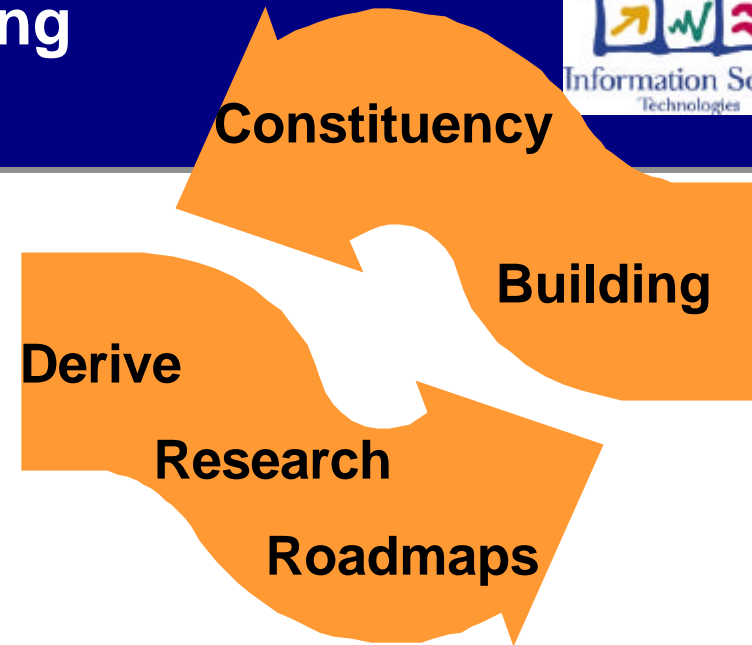 ng
Information So
Technologies
Constituency
Building
Derive
Research
Roadmaps